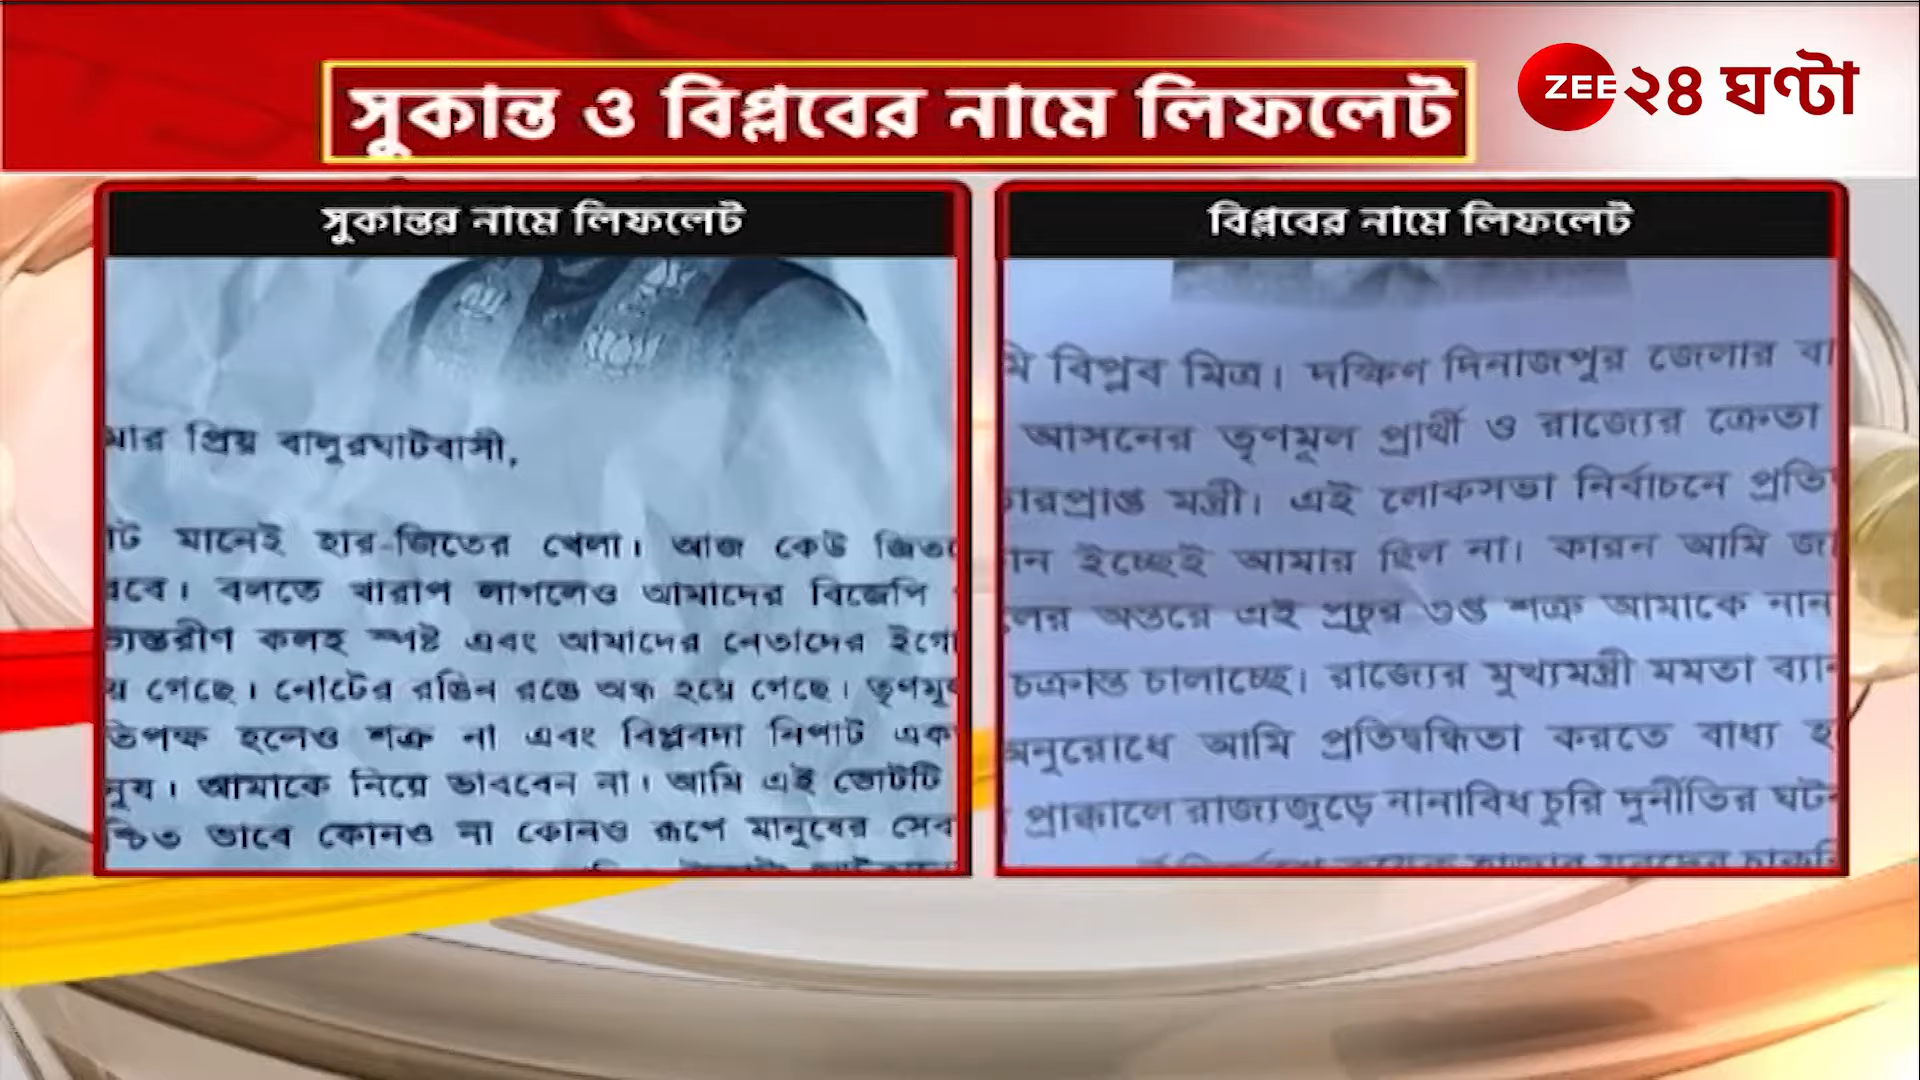 সুকান্ত ও বিপ্লবের নামে লিফলেট
ZEE ২৪ ঘণ্টা
সুকান্তর নামে লিফলেট
মার প্রিয় বালুরঘাটবাসী,
াট মানেই হার-জিতের খেলা। আজ কেউ জিত
রবে। বলতে খারাপ লাগলেও আমাদের বিজেপি
ভ্যন্তরীণ কলহ স্পষ্ট এবং আমাদের নেতাদের ইগো
য় গেছে। নোটের রঙিন রঙে অন্ধ হয়ে গেছে। তৃণমূ
তিপক্ষ হলেও শত্রু না এবং বিপ্লবদা নিপাট এক
নুষ। আমাকে নিয়ে ভাববেন না। আমি এই ভোটটি
শ্চিত ভাবে কোনও না কোনও রূপে মানুষের সেব
বিপ্লবের নামে লিফলেট
মি বিপ্লব মিত্র। দক্ষিণ দিনাজপুর জেলার বা
আসনের তৃণমূল প্রার্থী ও রাজ্যের ক্রেতা
ভারপ্রাপ্ত মন্ত্রী। এই লোকসভা নির্বাচনে প্রতি
ান ইচ্ছেই আমার ছিল না। কারন আমি জা
লের অন্তরে এই প্রচুর গুপ্ত শত্রু আমাকে নান
চক্রান্ত চালাচ্ছে। রাজ্যের মুখ্যমন্ত্রী মমতা ব্যান
অনুরোধে আমি প্রতিদ্বন্ধিতা করতে বাধ্য হ
প্রাক্কালে রাজ্যজুড়ে নানাবিধ চুরি দুর্নীতির ঘট